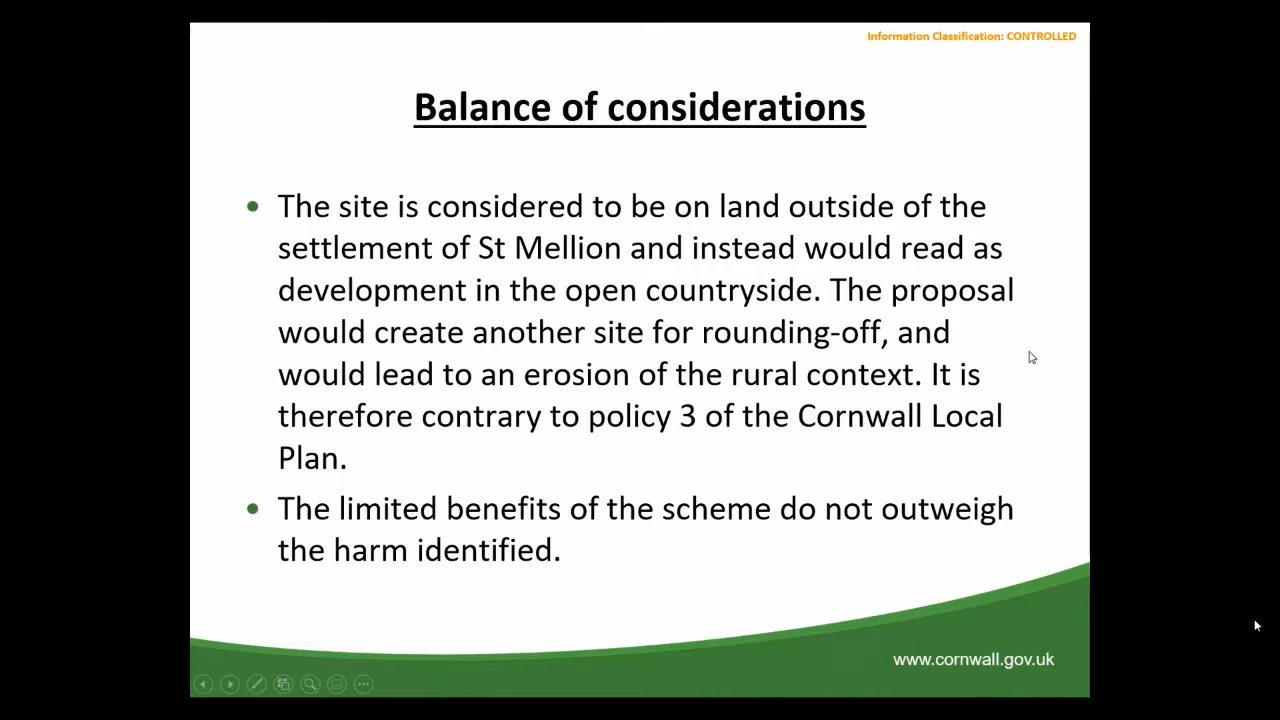 Information Classification: CONTROLLED
Balance of considerations
• The site is considered to be on land outside of the
settlement of St Mellion and instead would read as
development in the open countryside. The proposal
would create another site for rounding-off, and
would lead to an erosion of the rural context. It is
therefore contrary to policy 3 of the Cornwall Local
Plan.
• The limited benefits of the scheme do not outweigh
the harm identified.
www.cornwall.gov.uk